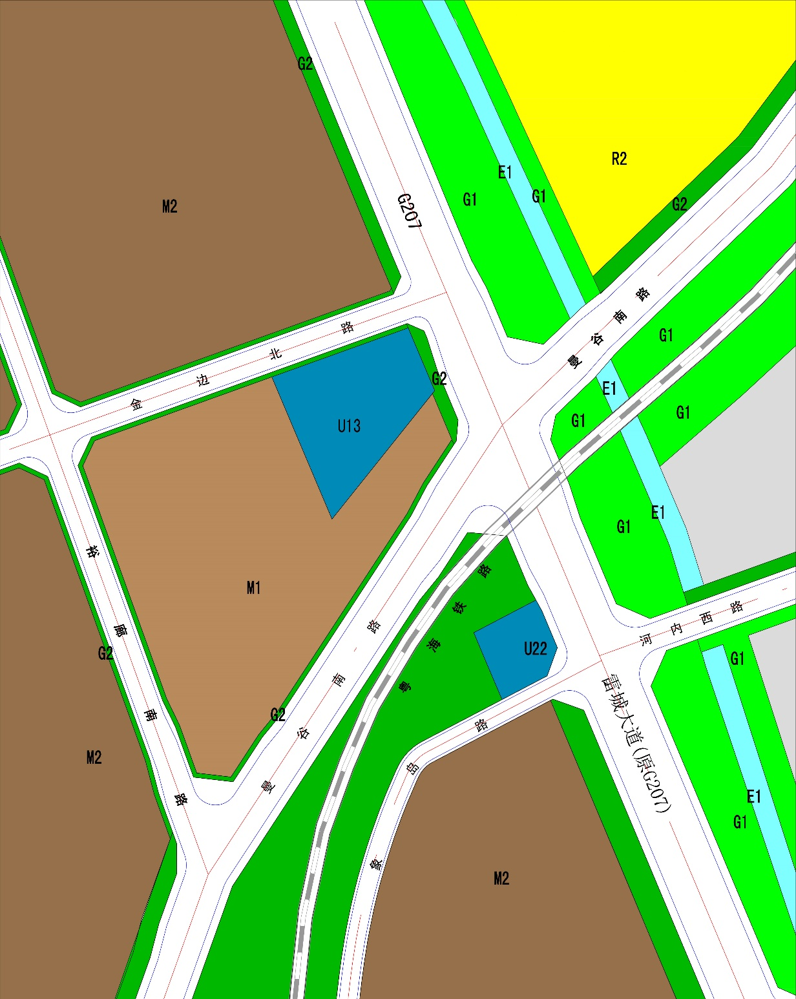 G2
R2
E1
G1
G1
G2
M2
G207
曼谷南路
金边北路
G1
G2
E1
G1
G1
U13
E1
G1
裕廊南路
M1
粤海铁路
河内西路
U22
G2
G1
曼谷南路
G2
雷城大道(原G207)
象岛路
M2
E1
G1
M2